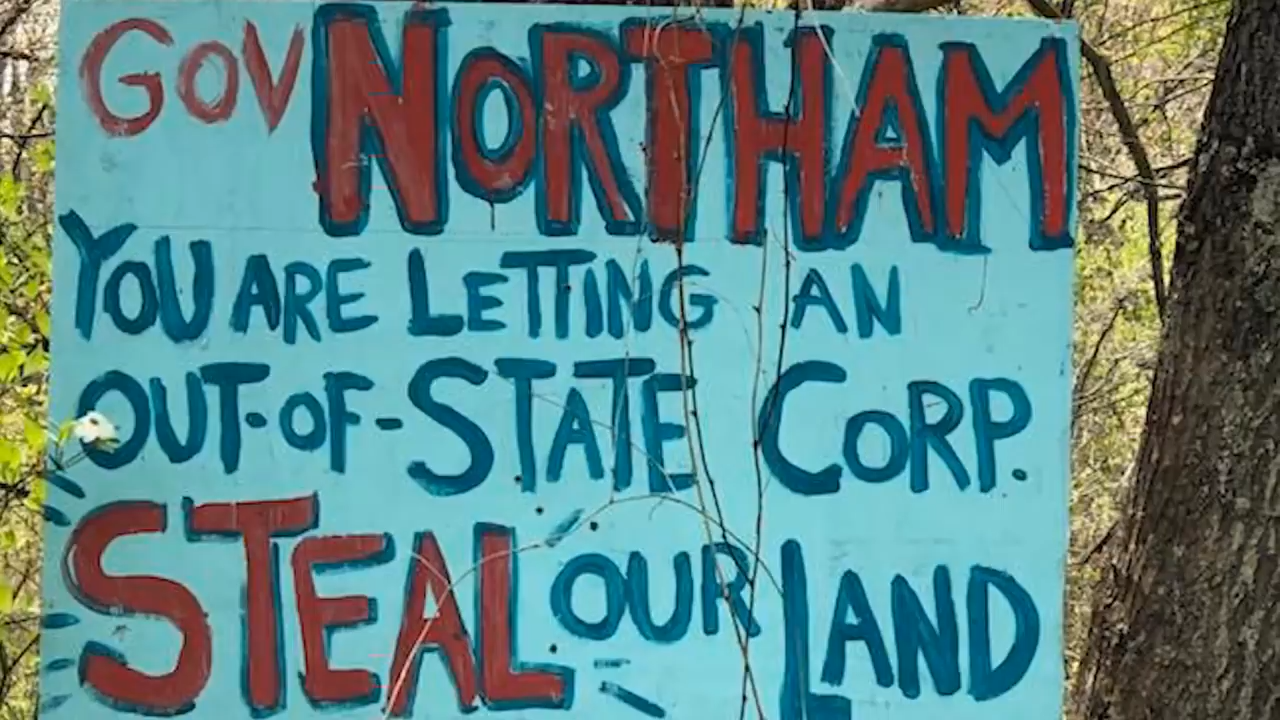 GOV NORTHAM
YOU ARE LETTING AN
OUT-OF-STATE CORP.
STEAL OUR LAND